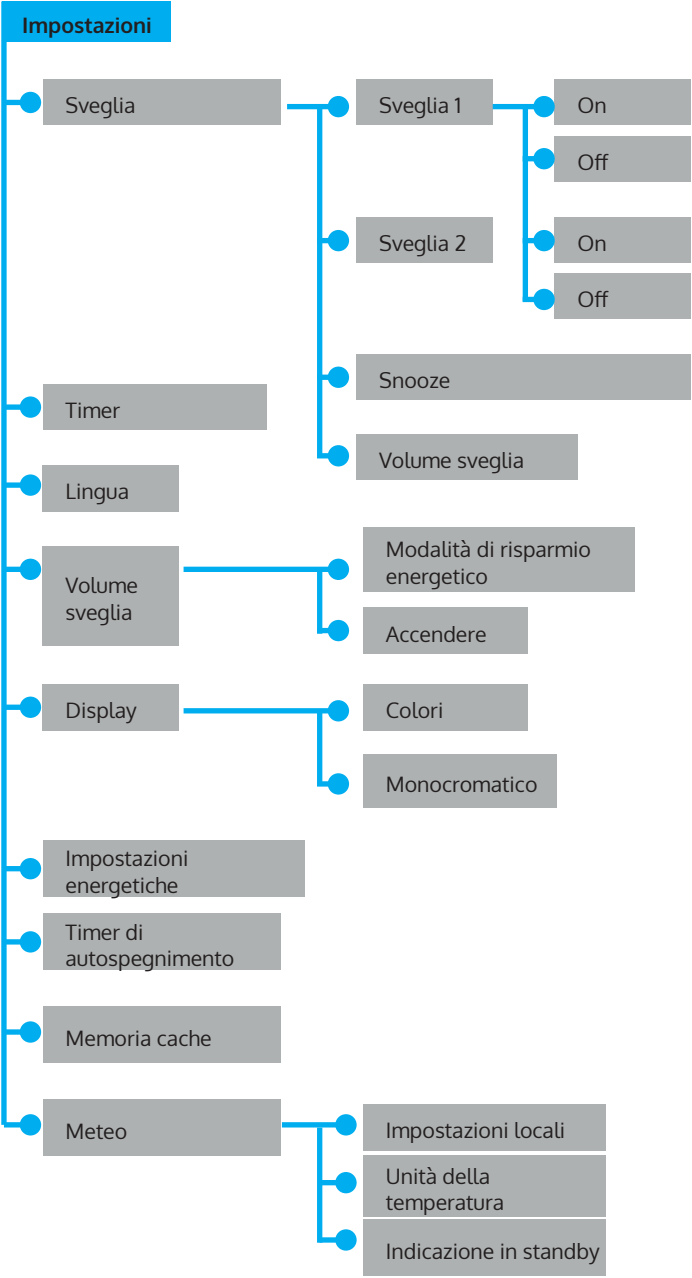 Impostazioni
Sveglia
Sveglia 1
On
Off
Sveglia 2
On
Off
Snooze
Volume sveglia
Timer
Lingua
Volume
sveglia
Modalità di risparmio
energetico
Accendere
Display
Colori
Monocromatico
Impostazioni
energetiche
Timer di
autospegnimento
Memoria cache
Meteo
Impostazioni locali
Unità della
temperatura
Indicazione in standby